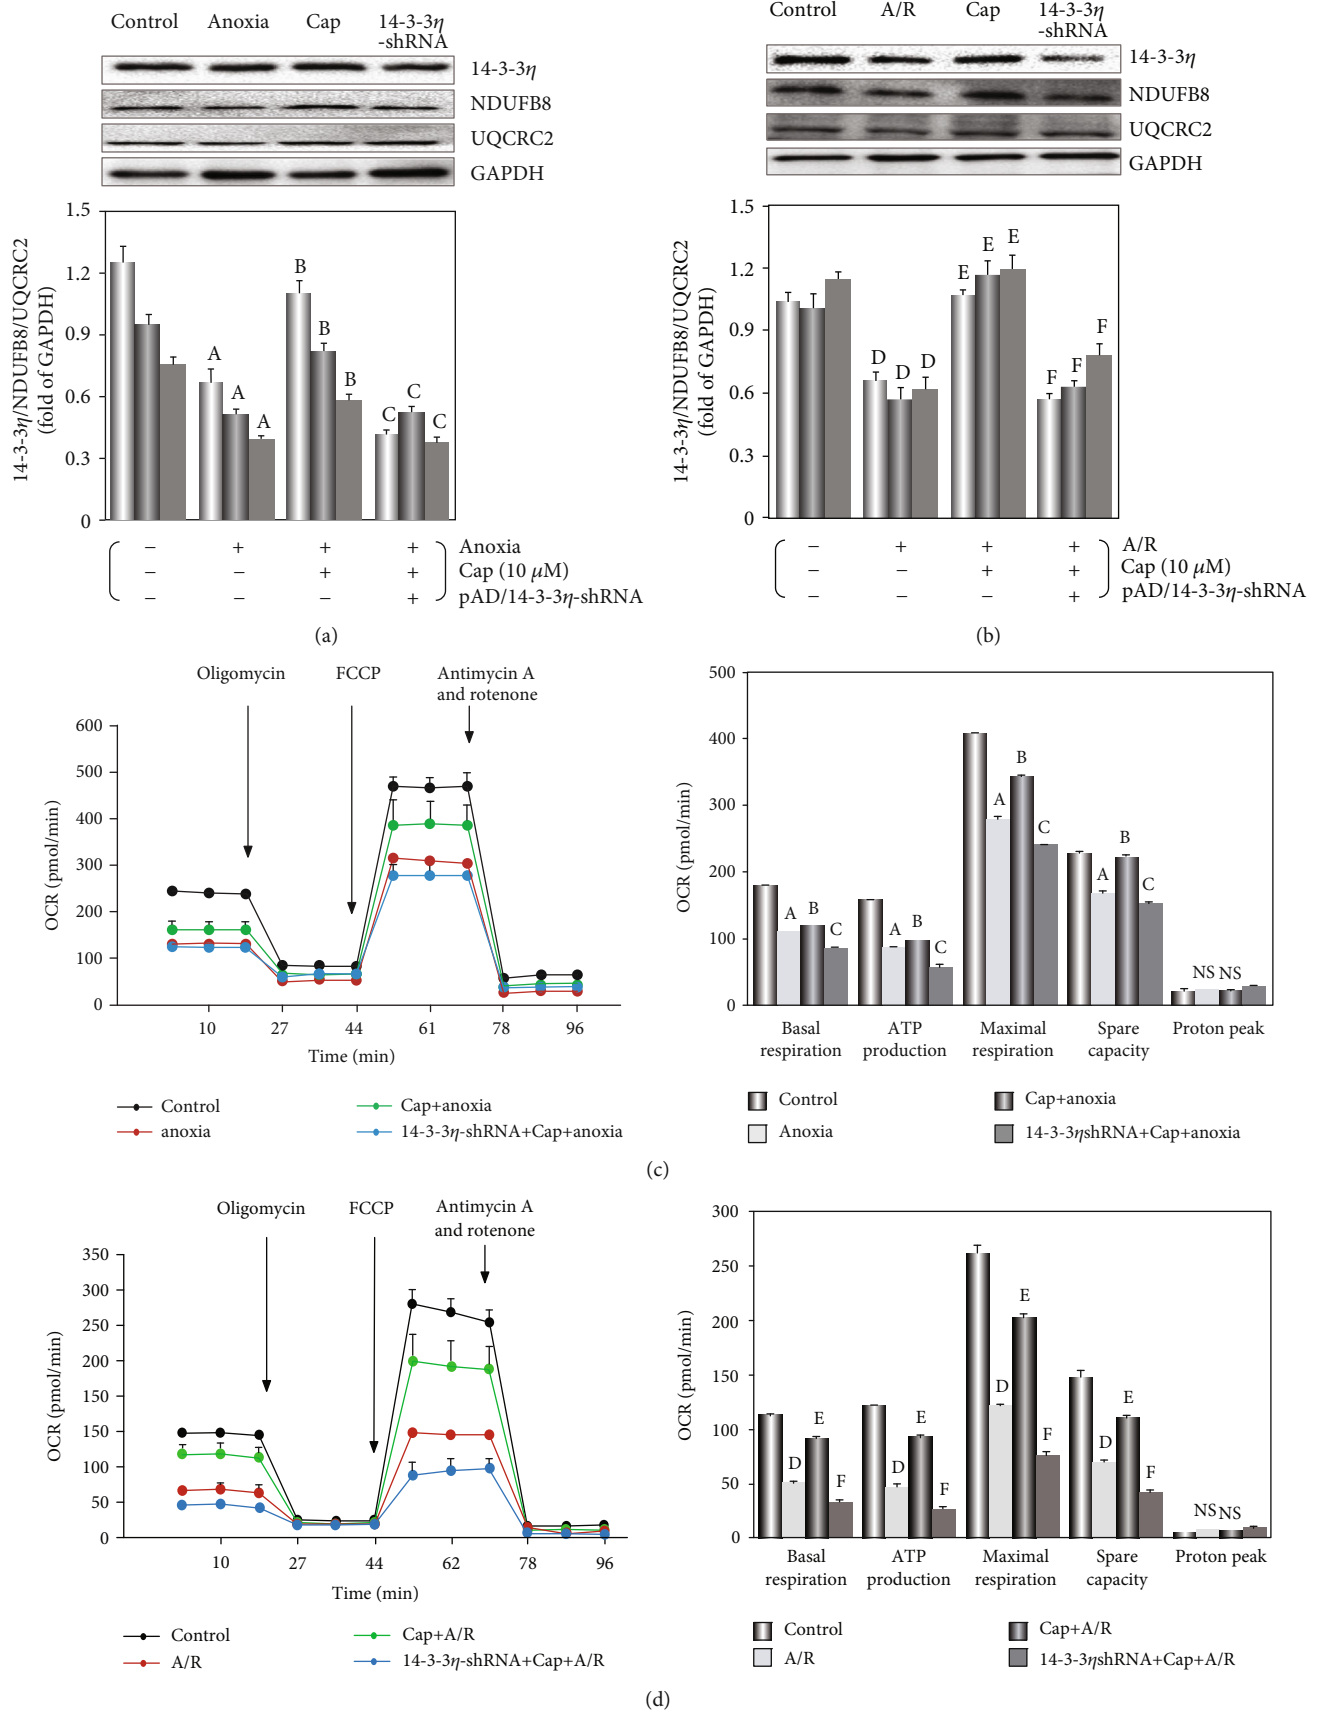 Control Anoxia Cap 14-3-3η
-shRNA
14-3-3η
NDUFB8
UQCRC2
GAPDH
14-3-3η/NDUFB8/UQCRC2
(fold of GAPDH)
1.5
1.2
0.9
0.6
0.3
0
A A A B B B C C C
− + + + Anoxia
− − + + Cap (10 μM)
− − − + pAD/14-3-3η-shRNA
(a)
Control A/R Cap 14-3-3η
-shRNA
14-3-3η
NDUFB8
UQCRC2
GAPDH
14-3-3η/NDUFB8/UQCRC2
(fold of GAPDH)
1.5
1.2
0.9
0.6
0.3
0
D D D E E E F F F
− + + + A/R
− − + + Cap (10 μM)
− − − + pAD/14-3-3η-shRNA
(b)
Oligomycin FCCP Antimycin A
and rotenone
OCR (pmol/min)
600
500
400
300
200
100
0
10 27 44 61 78 96
Time (min)
Control
anoxia
Cap+anoxia
14-3-3η-shRNA+Cap+anoxia
OCR (pmol/min)
500
400
300
200
100
0
A B C A B C A B C A B C NS NS
Basal
respiration
ATP
production
Maximal
respiration
Spare
capacity
Proton peak
Control
Anoxia
Cap+anoxia
14-3-3ηshRNA+Cap+anoxia
(c)
Oligomycin FCCP Antimycin A
and rotenone
OCR (pmol/min)
350
300
250
200
150
100
50
0
10 27 44 62 78 96
Time (min)
Control
A/R
Cap+A/R
14-3-3η-shRNA+Cap+A/R
OCR (pmol/min)
300
250
200
150
100
50
0
D E F D E F D E F D E F NS NS
Basal
respiration
ATP
production
Maximal
respiration
Spare
capacity
Proton peak
Control
A/R
Cap+A/R
14-3-3ηshRNA+Cap+A/R
(d)